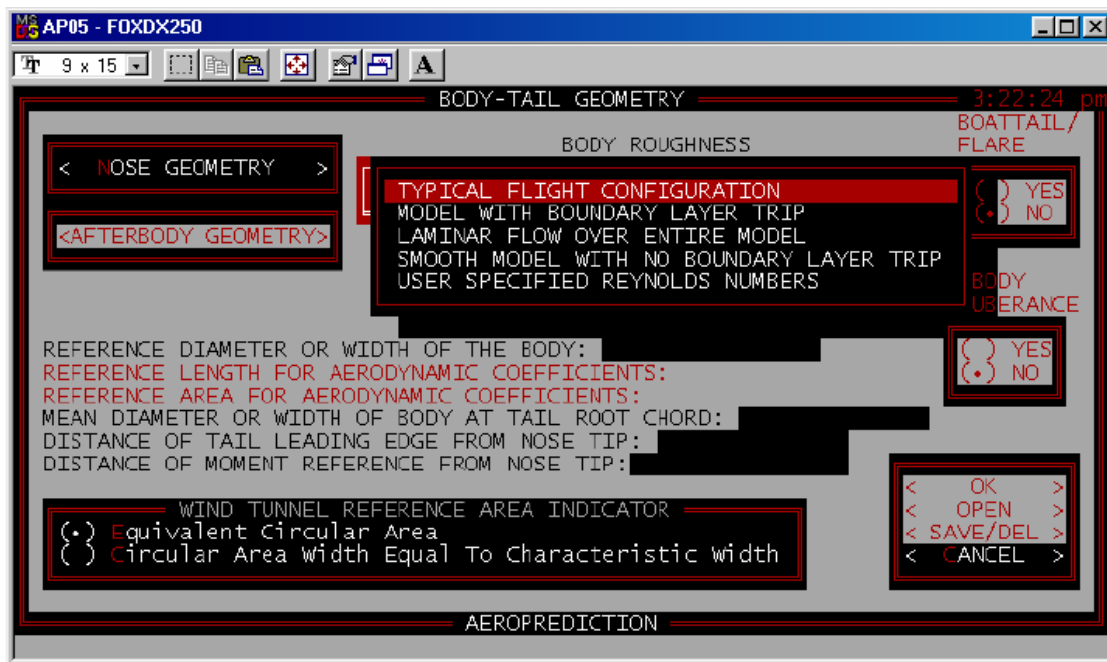 AP05 - FOXDX250
9 x 15
A
BODY-TAIL GEOMETRY
3:22:24 pm
BOATTAIL/
FLARE
BODY ROUGHNESS
< NOSE GEOMETRY >
<AFTERBODY GEOMETRY>
TYPICAL FLIGHT CONFIGURATION
MODEL WITH BOUNDARY LAYER TRIP
LAMINAR FLOW OVER ENTIRE MODEL
SMOOTH MODEL WITH NO BOUNDARY LAYER TRIP
USER SPECIFIED REYNOLDS NUMBERS
( ) YES
(•) NO
BODY
UBERANCE
( ) YES
(•) NO
REFERENCE DIAMETER OR WIDTH OF THE BODY:
REFERENCE LENGTH FOR AERODYNAMIC COEFFICIENTS:
REFERENCE AREA FOR AERODYNAMIC COEFFICIENTS:
MEAN DIAMETER OR WIDTH OF BODY AT TAIL ROOT CHORD:
DISTANCE OF TAIL LEADING EDGE FROM NOSE TIP:
DISTANCE OF MOMENT REFERENCE FROM NOSE TIP:
WIND TUNNEL REFERENCE AREA INDICATOR
(•) Equivalent Circular Area
( ) Circular Area Width Equal To Characteristic Width
< OK >
< OPEN >
< SAVE/DEL >
< CANCEL >
AEROPREDICTION